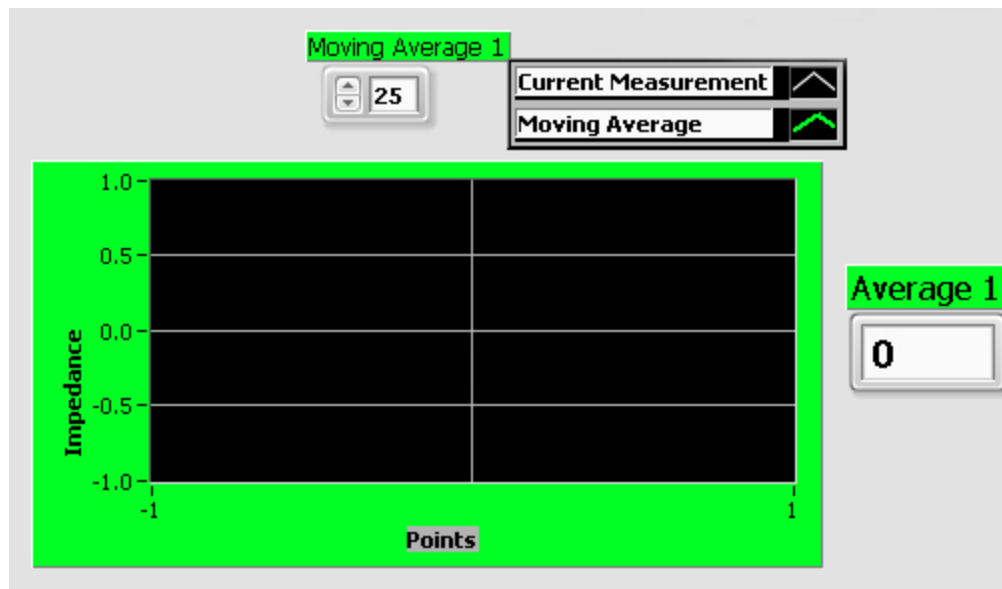 Moving Average 1
25
Current Measurement
Moving Average
1.0
0.5
0.0
-0.5
-1.0
Impedance
-1
1
Points
Average 1
0